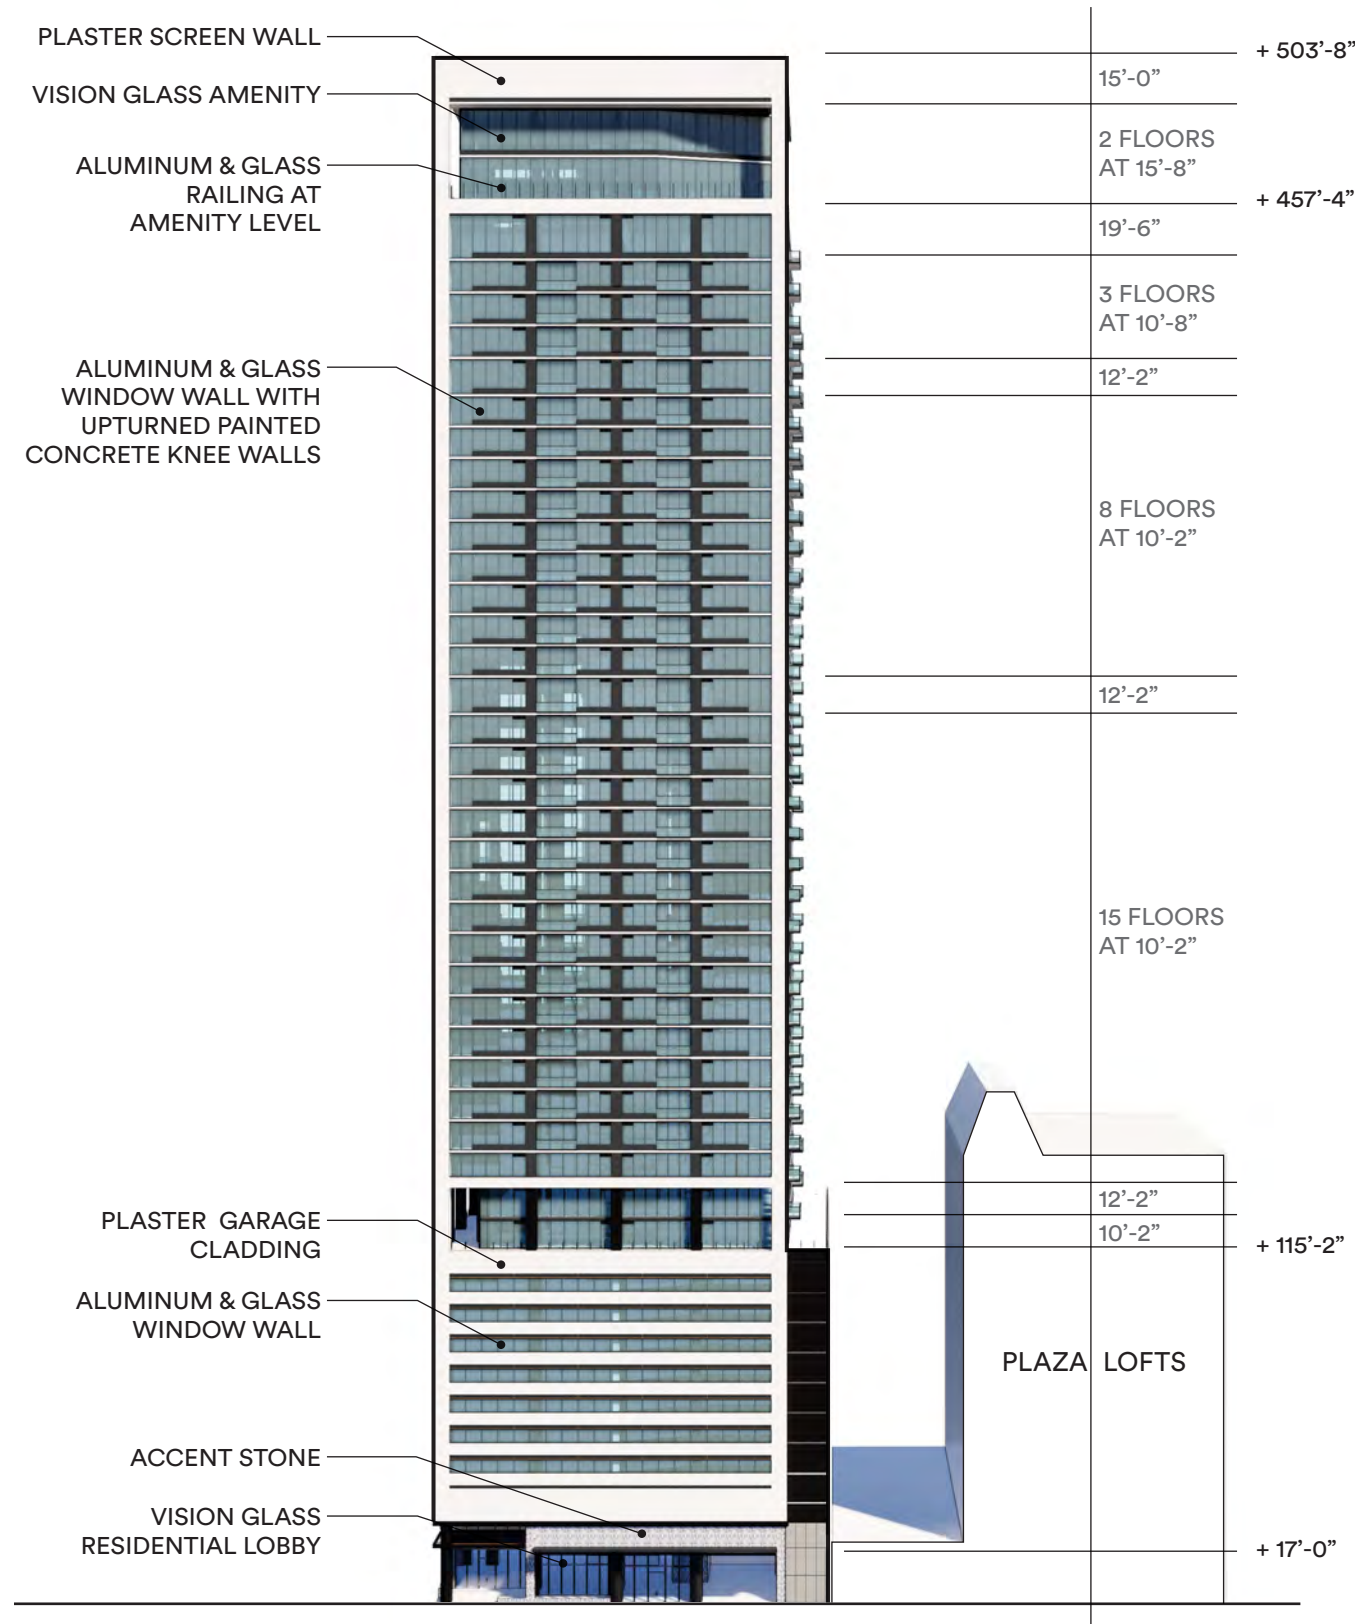 PLASTER SCREEN WALL
VISION GLASS AMENITY
ALUMINUM & GLASS
RAILING AT
AMENITY LEVEL
ALUMINUM & GLASS
WINDOW WALL WITH
UPTURNED PAINTED
CONCRETE KNEE WALLS
PLASTER GARAGE
CLADDING
ALUMINUM & GLASS
WINDOW WALL
ACCENT STONE
VISION GLASS
RESIDENTIAL LOBBY
+ 503’-8”
15’-0”
2 FLOORS
AT 15’-8”
+ 457’-4”
19’-6”
3 FLOORS
AT 10’-8”
12’-2”
8 FLOORS
AT 10’-2”
12’-2”
15 FLOORS
AT 10’-2”
12’-2”
10’-2”
+ 115’-2”
PLAZA LOFTS
+ 17’-0”